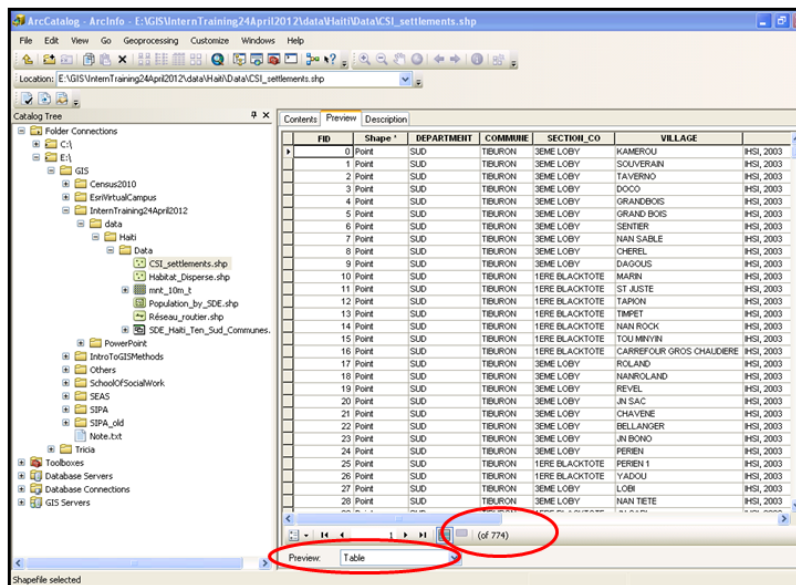 ArcCatalog - ArcInfo - E:\GIS\InternTraining24April2012\data\Haiti\Data\CSI_settlements.shp
File Edit View Go Geoprocessing Customize Windows Help
Location: E:\GIS\InternTraining24April2012\data\Haiti\Data\CSI_settlements.shp
Catalog Tree
Folder Connections
C:\
E:\
GIS
Census2010
EsriVirtualCampus
InternTraining24April2012
data
Haiti
Data
CSI_settlements.shp
Habitat_Disperse.shp
mnt_10m_t
Population_by_SDE.shp
Réseau_routier.shp
SDE_Haiti_Ten_Sud_Communes.
PowerPoint
IntroToGISMethods
Others
SchoolOfSocialWork
SEAS
SIPA
SIPA_old
Note.txt
Tricia
Toolboxes
Database Servers
Database Connections
GIS Servers
Contents Preview Description
FID Shape * DEPARTMENT COMMUNE SECTION_CO VILLAGE
0 Point SUD TIBURON 3EME LOBY KAMEROU IHSI, 2003
1 Point SUD TIBURON 3EME LOBY SOUVERAIN IHSI, 2003
2 Point SUD TIBURON 3EME LOBY TAVERNO IHSI, 2003
3 Point SUD TIBURON 3EME LOBY DOCO IHSI, 2003
4 Point SUD TIBURON 3EME LOBY GRANDBOIS IHSI, 2003
5 Point SUD TIBURON 3EME LOBY GRAND BOIS IHSI, 2003
6 Point SUD TIBURON 3EME LOBY SENTIER IHSI, 2003
7 Point SUD TIBURON 3EME LOBY NAN SABLE IHSI, 2003
8 Point SUD TIBURON 3EME LOBY CHEREL IHSI, 2003
9 Point SUD TIBURON 3EME LOBY DAGOUS IHSI, 2003
10 Point SUD TIBURON 1ERE BLACKTOTE MARIN IHSI, 2003
11 Point SUD TIBURON 1ERE BLACKTOTE ST JUSTE IHSI, 2003
12 Point SUD TIBURON 1ERE BLACKTOTE TAPION IHSI, 2003
13 Point SUD TIBURON 1ERE BLACKTOTE TIMPET IHSI, 2003
14 Point SUD TIBURON 1ERE BLACKTOTE NAN ROCK IHSI, 2003
15 Point SUD TIBURON 1ERE BLACKTOTE TOU MINYIN IHSI, 2003
16 Point SUD TIBURON 1ERE BLACKTOTE CARREFOUR GROS CHAUDIERE IHSI, 2003
17 Point SUD TIBURON 3EME LOBY ROLAND IHSI, 2003
18 Point SUD TIBURON 3EME LOBY NANROLAND IHSI, 2003
19 Point SUD TIBURON 3EME LOBY REVEL IHSI, 2003
20 Point SUD TIBURON 3EME LOBY JN SAC IHSI, 2003
21 Point SUD TIBURON 3EME LOBY CHAVENE IHSI, 2003
22 Point SUD TIBURON 3EME LOBY BELLANGER IHSI, 2003
23 Point SUD TIBURON 3EME LOBY JN BONO IHSI, 2003
24 Point SUD TIBURON 3EME LOBY PERIEN IHSI, 2003
25 Point SUD TIBURON 1ERE BLACKTOTE PERIEN 1 IHSI, 2003
26 Point SUD TIBURON 1ERE BLACKTOTE YADOU IHSI, 2003
27 Point SUD TIBURON 3EME LOBY LOBI IHSI, 2003
28 Point SUD TIBURON 3EME LOBY NAN TIETE IHSI, 2003
1 (of 774)
Preview: Table
Shapefile selected